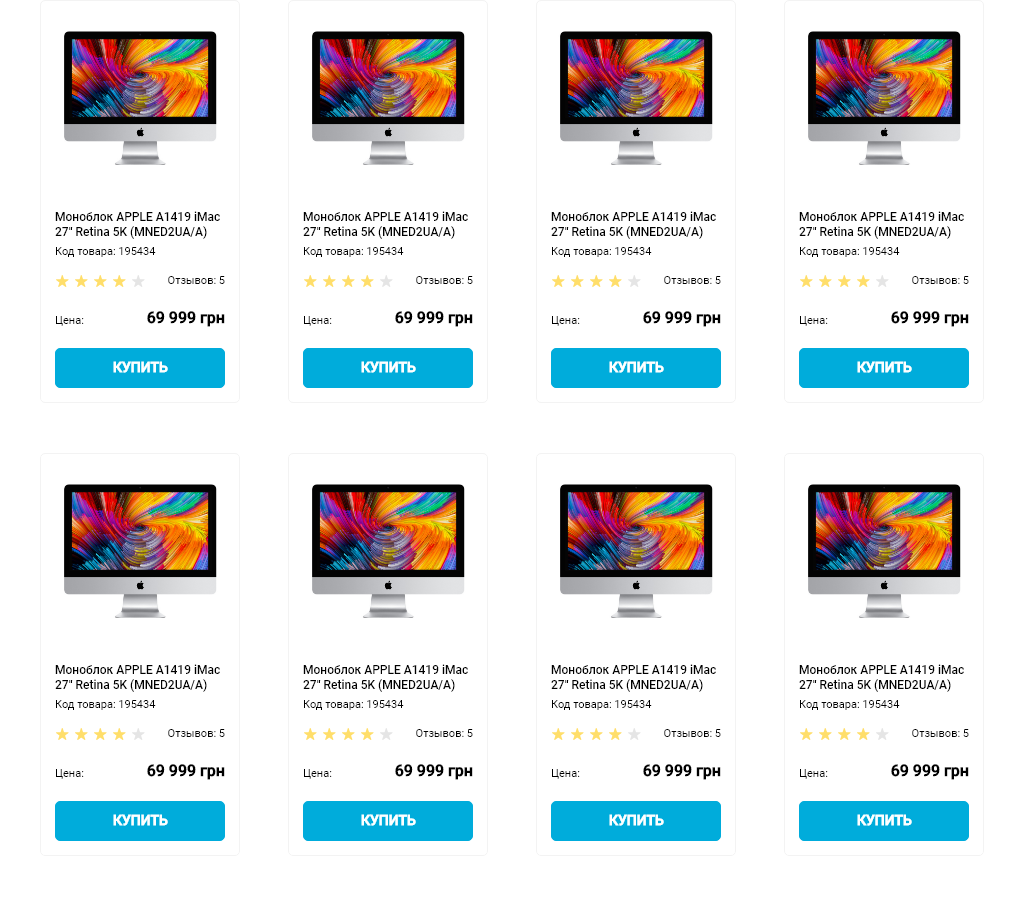 Моноблок APPLE A1419 iMac
27" Retina 5K (MNED2UA/A)
Код товара: 195434
Отзывов: 5
Цена: 69 999 грн
КУПИТЬ
Моноблок APPLE A1419 iMac
27" Retina 5K (MNED2UA/A)
Код товара: 195434
Отзывов: 5
Цена: 69 999 грн
КУПИТЬ
Моноблок APPLE A1419 iMac
27" Retina 5K (MNED2UA/A)
Код товара: 195434
Отзывов: 5
Цена: 69 999 грн
КУПИТЬ
Моноблок APPLE A1419 iMac
27" Retina 5K (MNED2UA/A)
Код товара: 195434
Отзывов: 5
Цена: 69 999 грн
КУПИТЬ
Моноблок APPLE A1419 iMac
27" Retina 5K (MNED2UA/A)
Код товара: 195434
Отзывов: 5
Цена: 69 999 грн
КУПИТЬ
Моноблок APPLE A1419 iMac
27" Retina 5K (MNED2UA/A)
Код товара: 195434
Отзывов: 5
Цена: 69 999 грн
КУПИТЬ
Моноблок APPLE A1419 iMac
27" Retina 5K (MNED2UA/A)
Код товара: 195434
Отзывов: 5
Цена: 69 999 грн
КУПИТЬ
Моноблок APPLE A1419 iMac
27" Retina 5K (MNED2UA/A)
Код товара: 195434
Отзывов: 5
Цена: 69 999 грн
КУПИТЬ